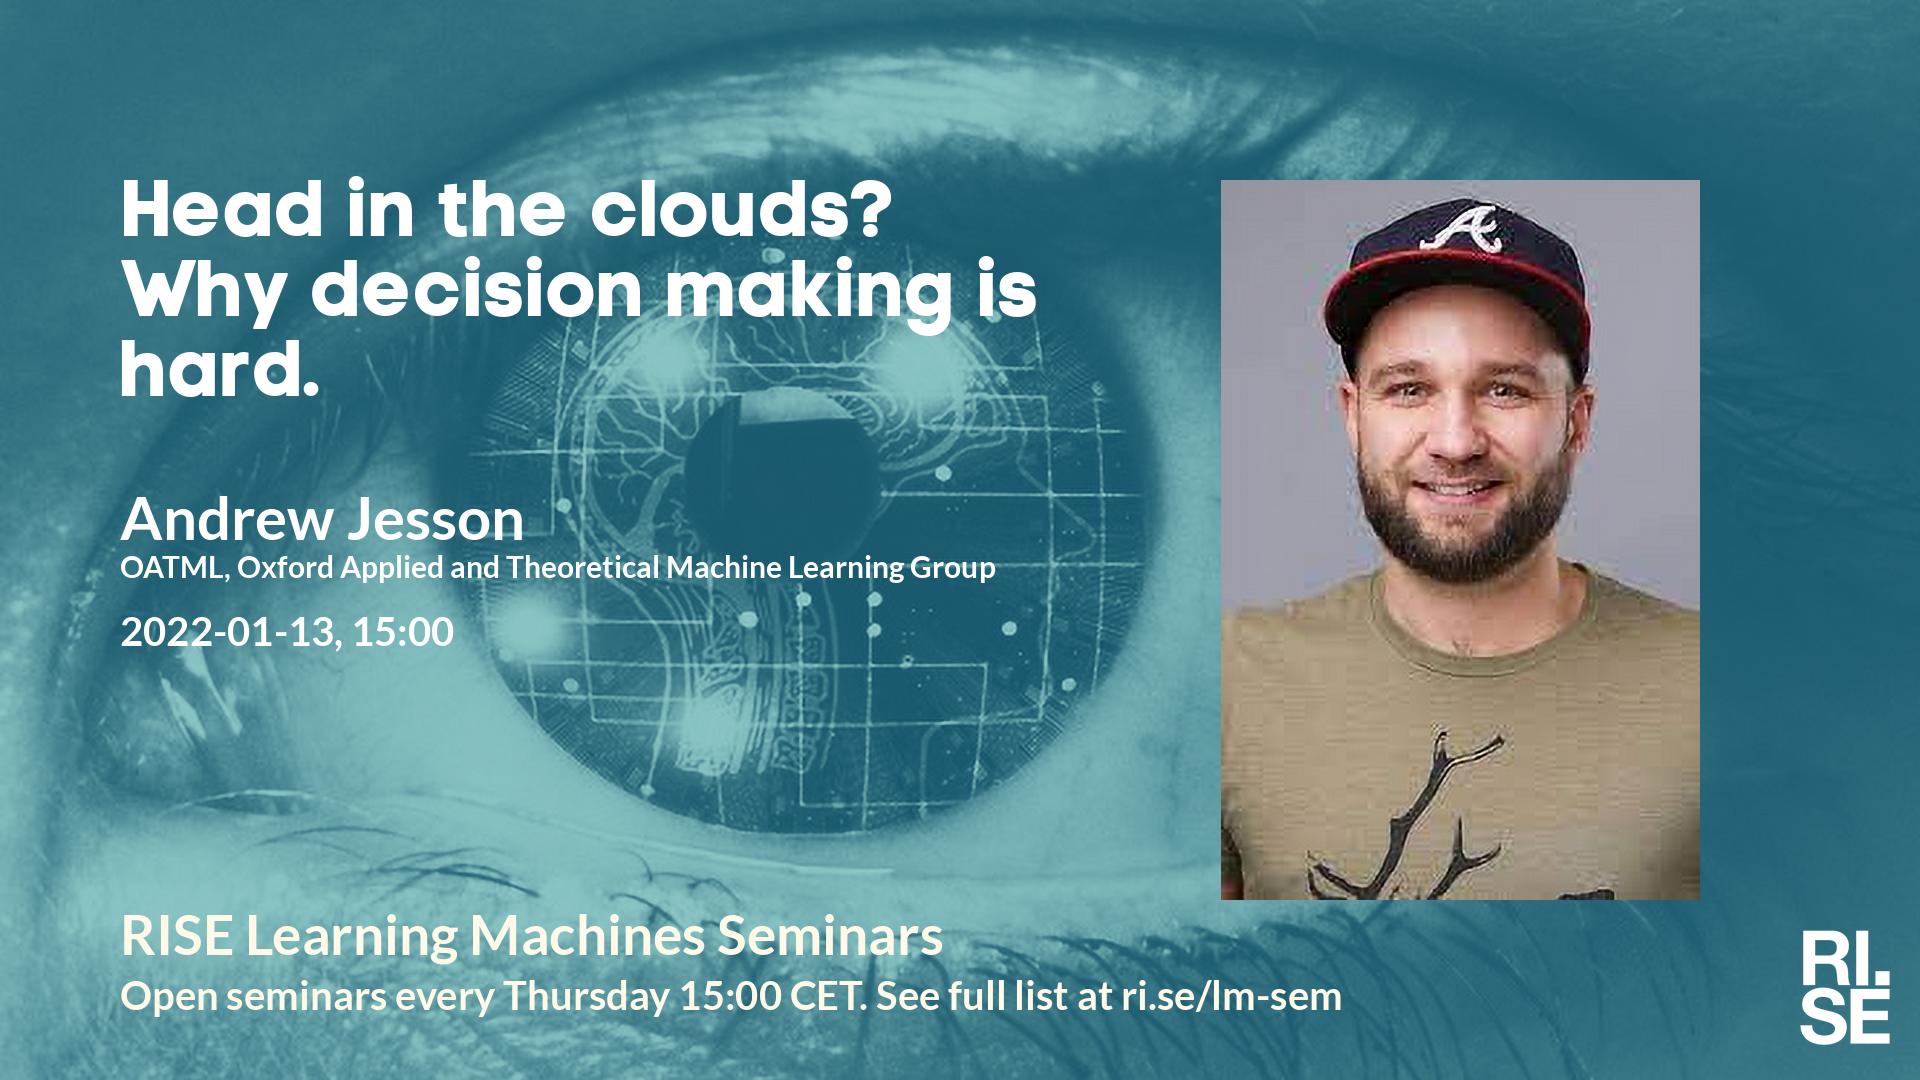 Head in the clouds?
Why decision making is
hard.
Andrew Jesson
OATML, Oxford Applied and Theoretical Machine Learning Group
2022-01-13, 15:00
RISE Learning Machines Seminars
Open seminars every Thursday 15:00 CET. See full list at ri.se/lm-sem
A
RI.
SE